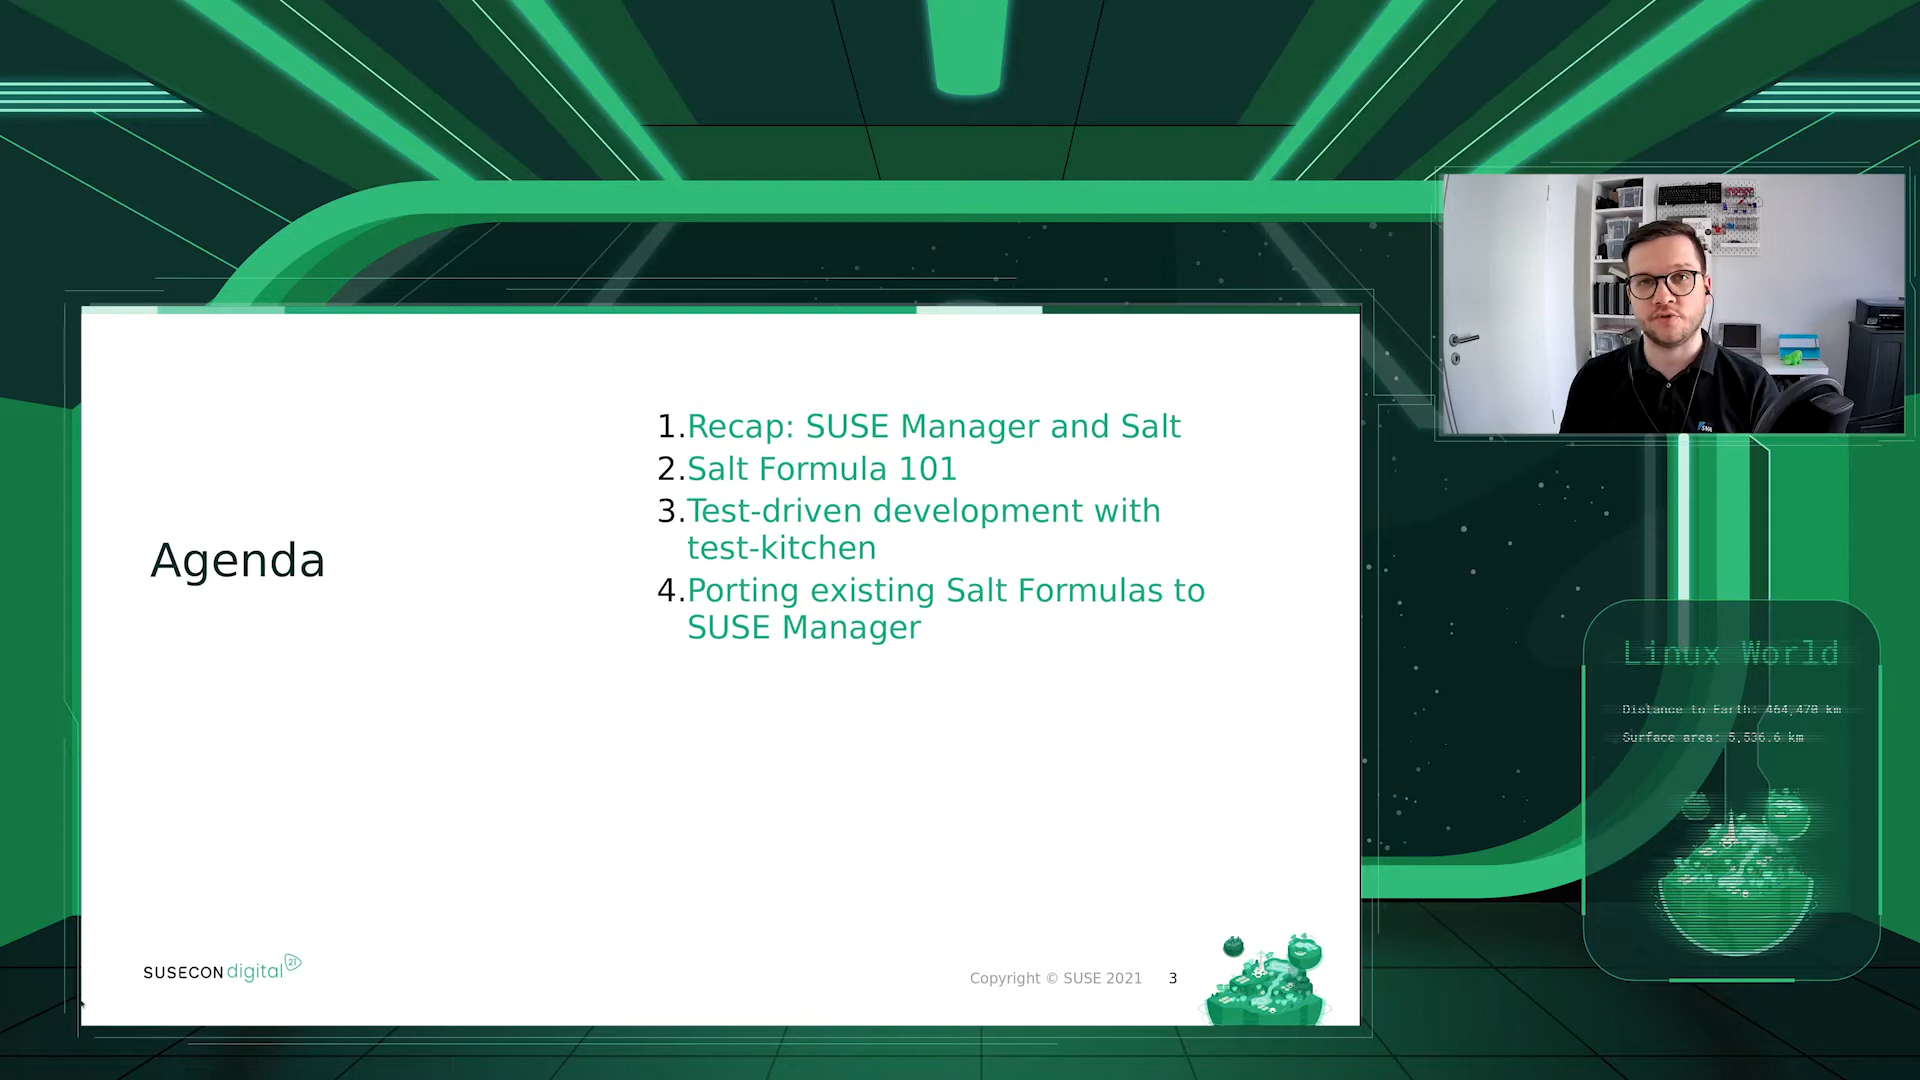 Agenda
1.Recap: SUSE Manager and Salt
2.Salt Formula 101
3.Test-driven development with
test-kitchen
4.Porting existing Salt Formulas to
SUSE Manager
SUSECON digital 21
Copyright © SUSE 2021 3
Linux World
Distance to Earth: 464,470 km
Surface area: 5,536.6 km